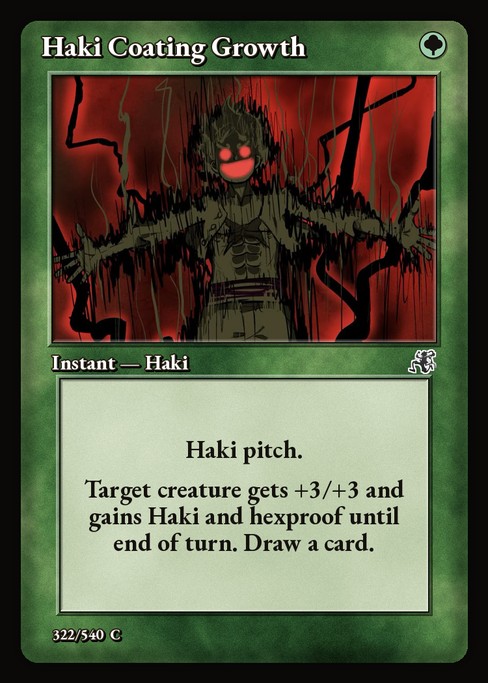 Haki Coating Growth
Instant — Haki
Haki pitch.
Target creature gets +3/+3 and
gains Haki and hexproof until
end of turn. Draw a card.
322/540 C